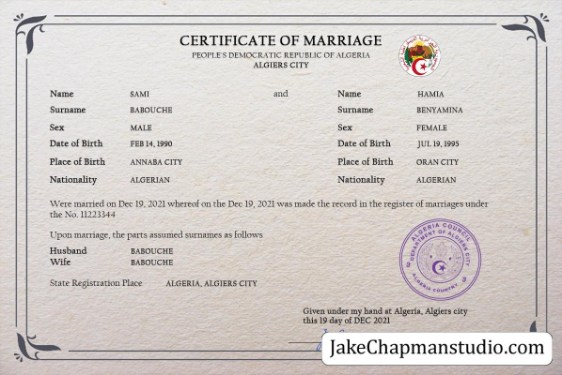 CERTIFICATE OF MARRIAGE
PEOPLE'S DEMOCRATIC REPUBLIC OF ALGERIA
ALGIERS CITY
Name SAMI and Name HAMIA
Surname BABOUCHE Surname BENYAMINA
Sex MALE Sex FEMALE
Date of Birth FEB 14, 1990 Date of Birth JUL 19, 1995
Place of Birth ANNABA CITY Place of Birth ORAN CITY
Nationality ALGERIAN Nationality ALGERIAN
Were married on Dec 19, 2021 whereof on the Dec 19, 2021 was made the record in the register of marriages under
the No. 11223344
Upon marriage, the parts assumed surnames as follows
Husband BABOUCHE
Wife BABOUCHE
ALGERIA COUNCIL
DEPARTMENT OF ALGIERS CITY
ALGERIA COUNTRY
State Registration Place ALGERIA, ALGIERS CITY
Given under my hand at Algeria, Algiers city
this 19 day of DEC 2021
JakeChapmanstudio.com